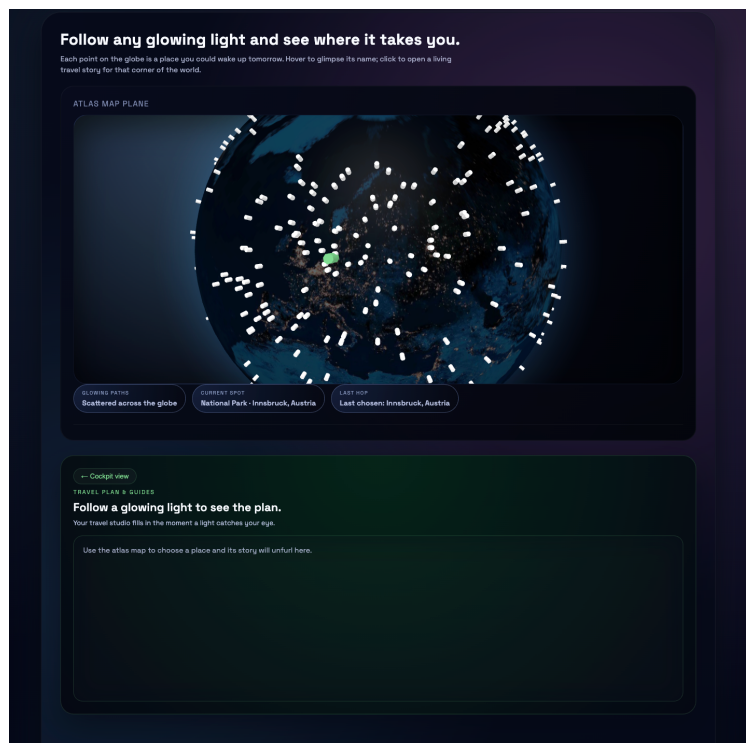 Follow any glowing light and see where it takes you.
Each point on the globe is a place you could wake up tomorrow. Hover to glimpse its name; click to open a living
travel story for that corner of the world.
ATLAS MAP PLANE
GLOWING PATHS
Scattered across the globe
CURRENT SPOT
National Park · Innsbruck, Austria
LAST HOP
Last chosen: Innsbruck, Austria
← Cockpit view
TRAVEL PLAN & GUIDES
Follow a glowing light to see the plan.
Your travel studio fills in the moment a light catches your eye.
Use the atlas map to choose a place and its story will unfurl here.